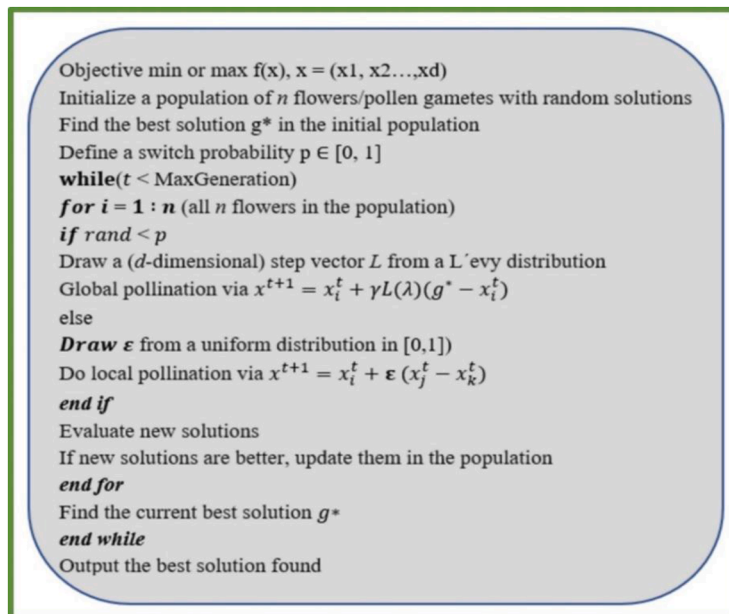 Objective min or max f(x), x = (x1, x2...,xd)
Initialize a population of n flowers/pollen gametes with random solutions
Find the best solution g* in the initial population
Define a switch probability p ∈ [0, 1]
while(t < MaxGeneration)
for i = 1 : n (all n flowers in the population)
if rand < p
Draw a (d-dimensional) step vector L from a L´evy distribution
Global pollination via x^{t+1} = x_i^t + γL(λ)(g* − x_i^t)
else
Draw ε from a uniform distribution in [0,1])
Do local pollination via x^{t+1} = x_i^t + ε (x_j^t − x_k^t)
end if
Evaluate new solutions
If new solutions are better, update them in the population
end for
Find the current best solution g*
end while
Output the best solution found